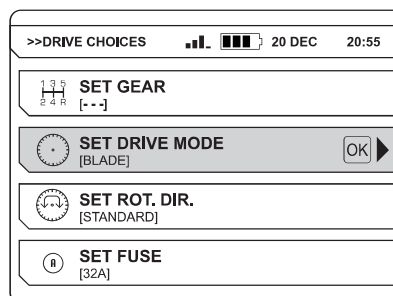 >>DRIVE CHOICES 20 DEC 20:55
1 3 5
2 4 R
SET GEAR
[- - -]
SET DRIVE MODE
[BLADE]
OK
SET ROT. DIR.
[STANDARD]
A
SET FUSE
[32A]